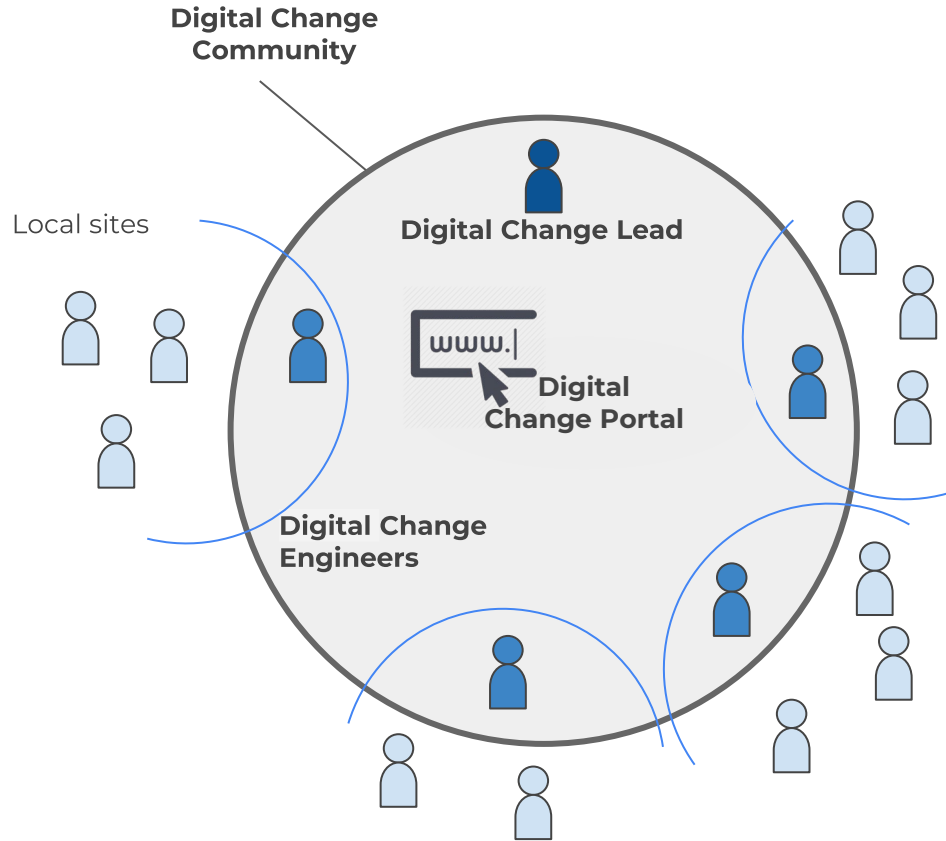 Digital Change
Community
Local sites
Digital Change Lead
www.
Digital
Change Portal
Digital Change
Engineers